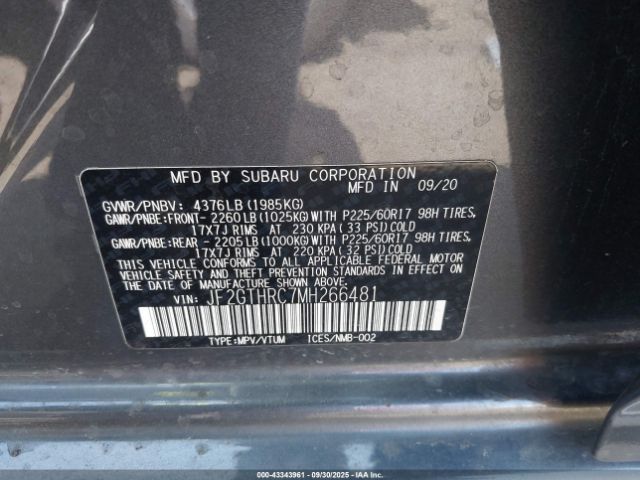 MFD BY SUBARU CORPORATION
MFD IN 09/20
GVWR/PNBV: 4376LB(1985KG)
GAWR/PNBE:FRONT- 2260LB(1025KG)WITH P225/60R17 98H TIRES,
17X7J RIMS AT 230 KPA(33 PSI)COLD
GAWR/PNBE:REAR - 2205LB(1000KG)WITH P225/60R17 98H TIRES,
17X7J RIMS AT 220 KPA(32 PSI)COLD
THIS VEHICLE CONFORMS TO ALL APPLICABLE FEDERAL MOTOR
VEHICLE SAFETY AND THEFT PREVENTION STANDARDS IN EFFECT ON
THE DATE OF MANUFACTURE SHOWN ABOVE.
VIN: JF2GTHRC7MH266481
TYPE:MPV/VTUM ICES/NMB-002
000-43343961 - 09/30/2025 - IAAI